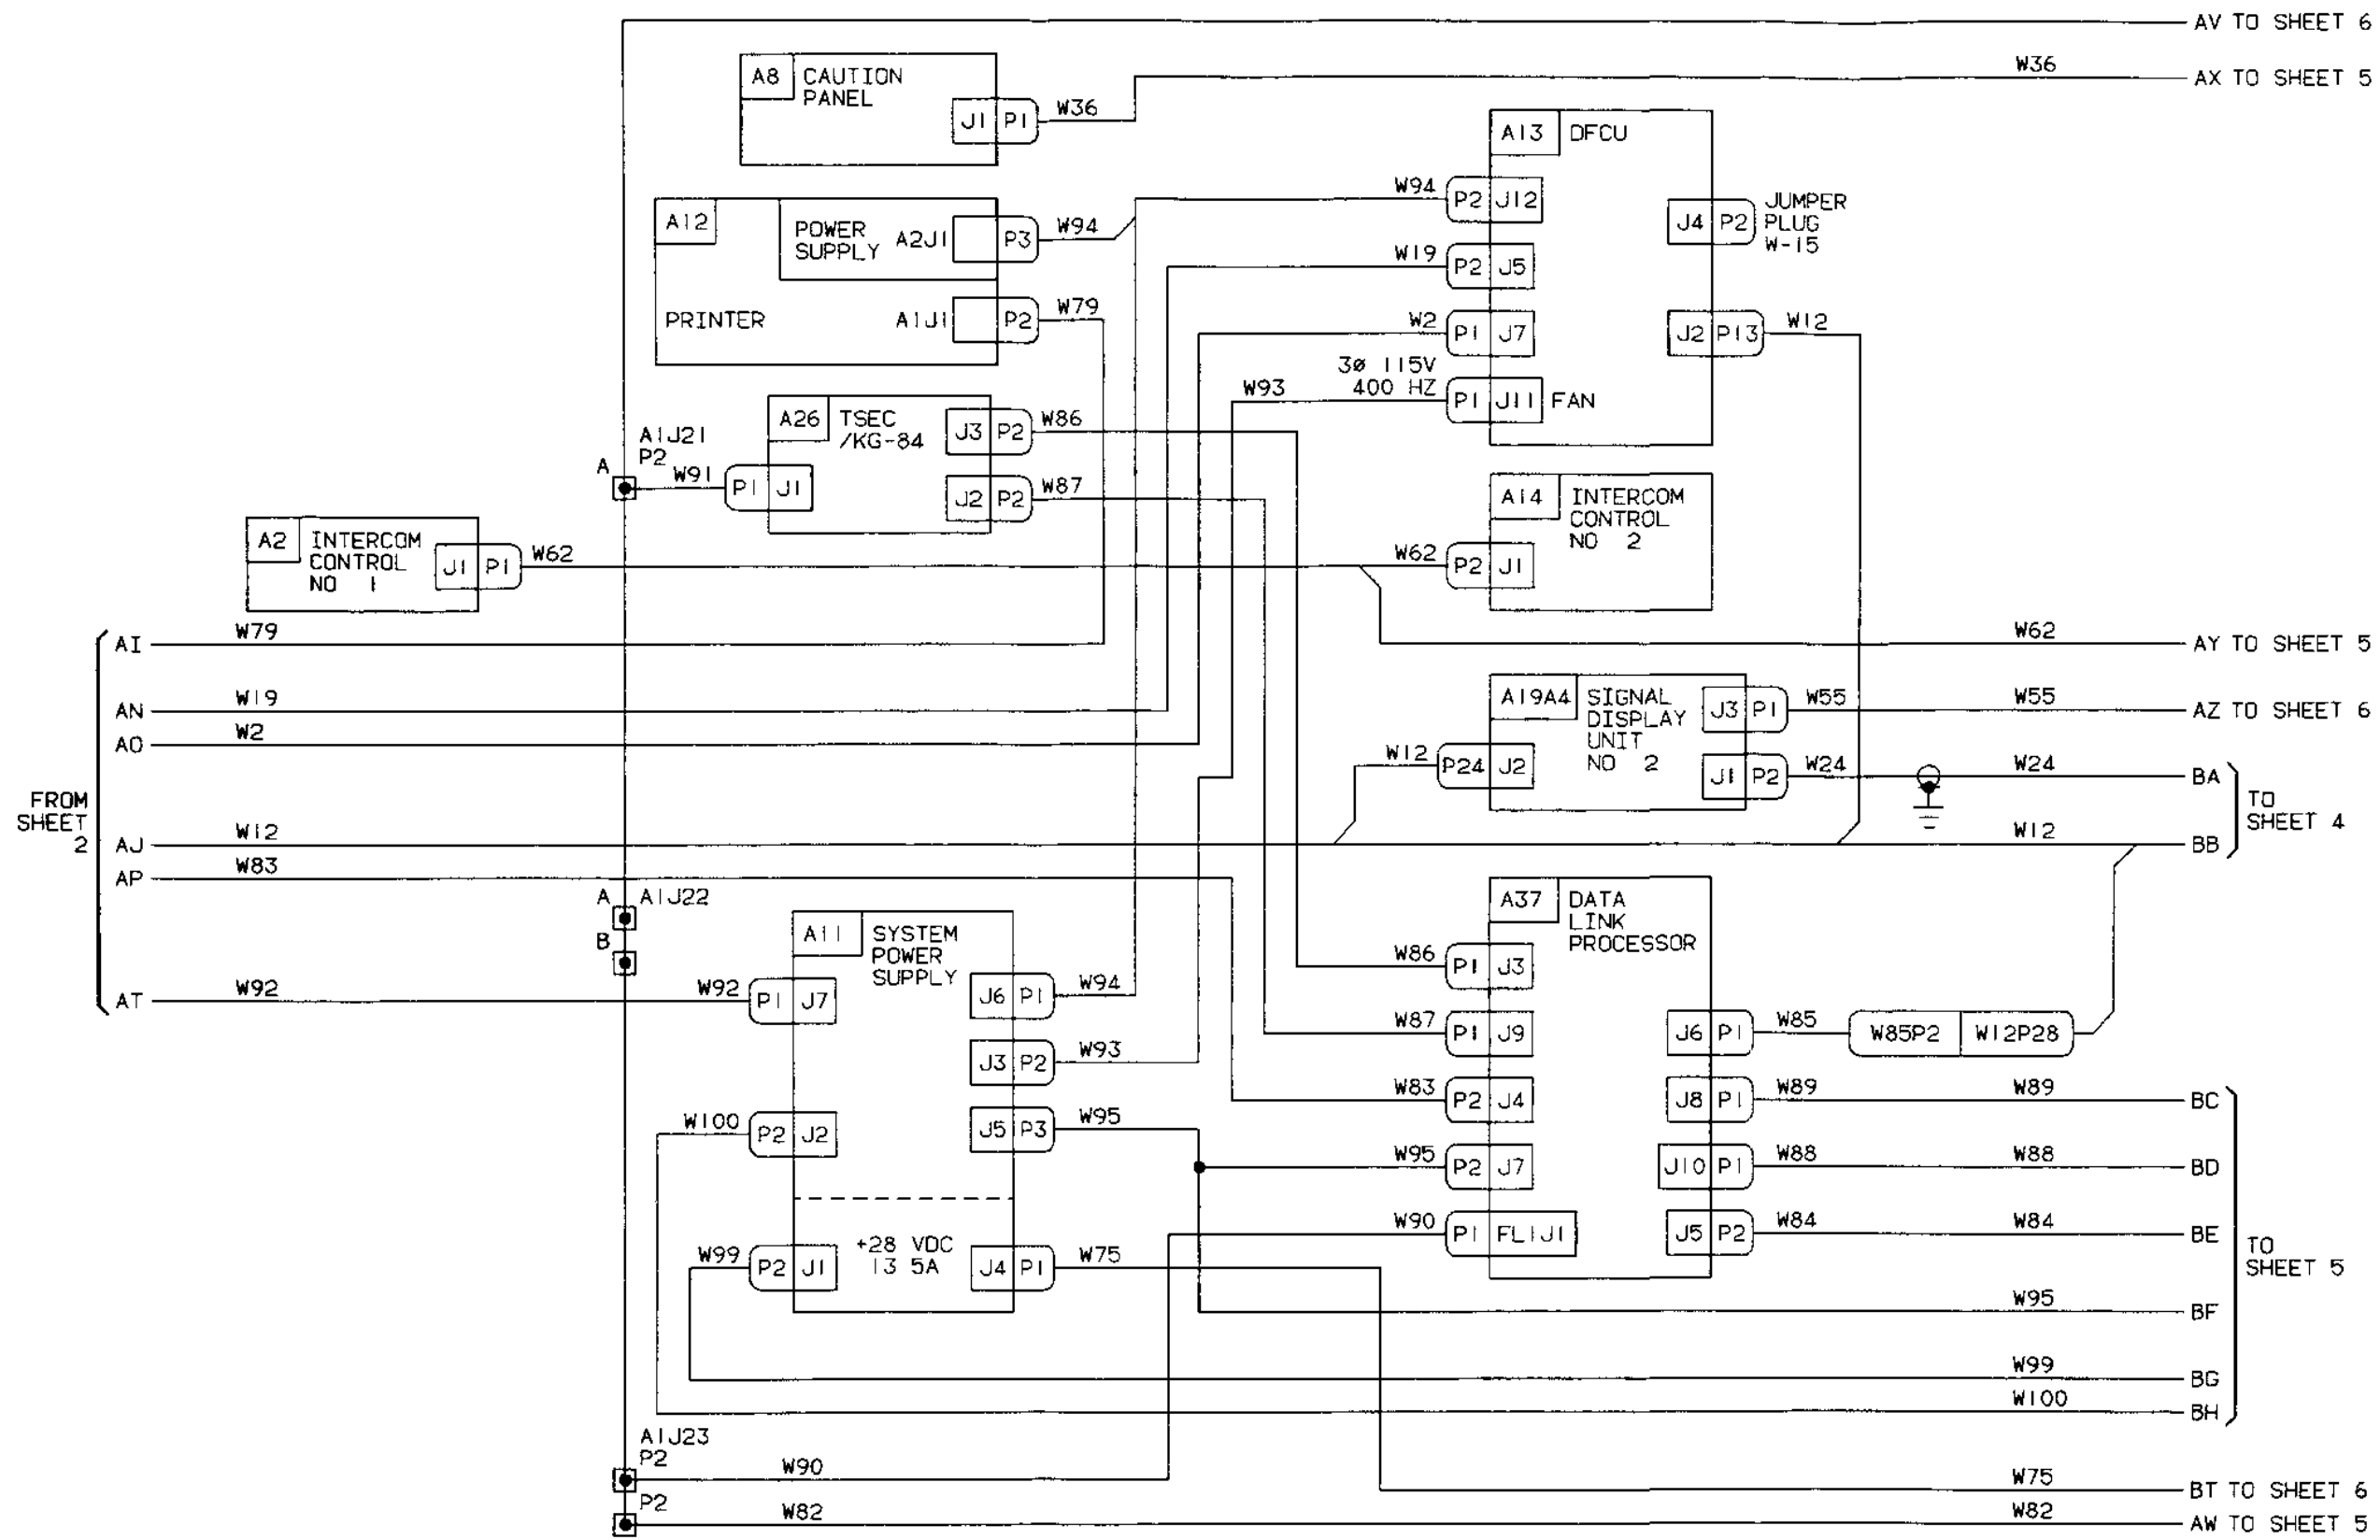 AV TO SHEET 6
W36
AX TO SHEET 5
A8
CAUTION
PANEL
J1 P1
W36
A13
DFCU
W94
P2 J12
J4 P2
JUMPER
PLUG
W-15
A12
POWER
SUPPLY
A2J1
P3
W94
W19
P2 J5
PRINTER
A1J1
P2
W79
W2
P1 J7
J2 P13
W12
3ø 115V
400 HZ
W93
P1 J11
FAN
A26
TSEC
/KG-84
J3 P2
W86
A1J21
P2
A
W91
P1 J1
J2 P2
W87
A14
INTERCOM
CONTROL
NO 2
A2
INTERCOM
CONTROL
NO 1
J1 P1
W62
W62
P2 J1
FROM
SHEET
2
AI
W79
W62
AY TO SHEET 5
AN
W19
A19A4
SIGNAL
DISPLAY
UNIT
NO 2
J3 P1
W55
W55
AZ TO SHEET 6
AO
W2
W12
P24 J2
J1 P2
W24
W24
BA
TO
SHEET 4
AJ
W12
W12
BB
AP
W83
A
A1J22
B
A11
SYSTEM
POWER
SUPPLY
A37
DATA
LINK
PROCESSOR
AT
W92
W92
P1 J7
J6 P1
W94
W86
P1 J3
W87
P1 J9
J6 P1
W85
W85P2
W12P28
J3 P2
W93
W83
P2 J4
J8 P1
W89
W89
BC
W100
P2 J2
J5 P3
W95
W95
P2 J7
J10 P1
W88
W88
BD
W90
P1 FL1J1
J5 P2
W84
W84
BE
TO
SHEET 5
W99
P2 J1
+28 VDC
13 5A
J4 P1
W75
W95
BF
W99
BG
W100
BH
A1J23
P2
W90
W75
BT TO SHEET 6
P2
W82
W82
AW TO SHEET 5